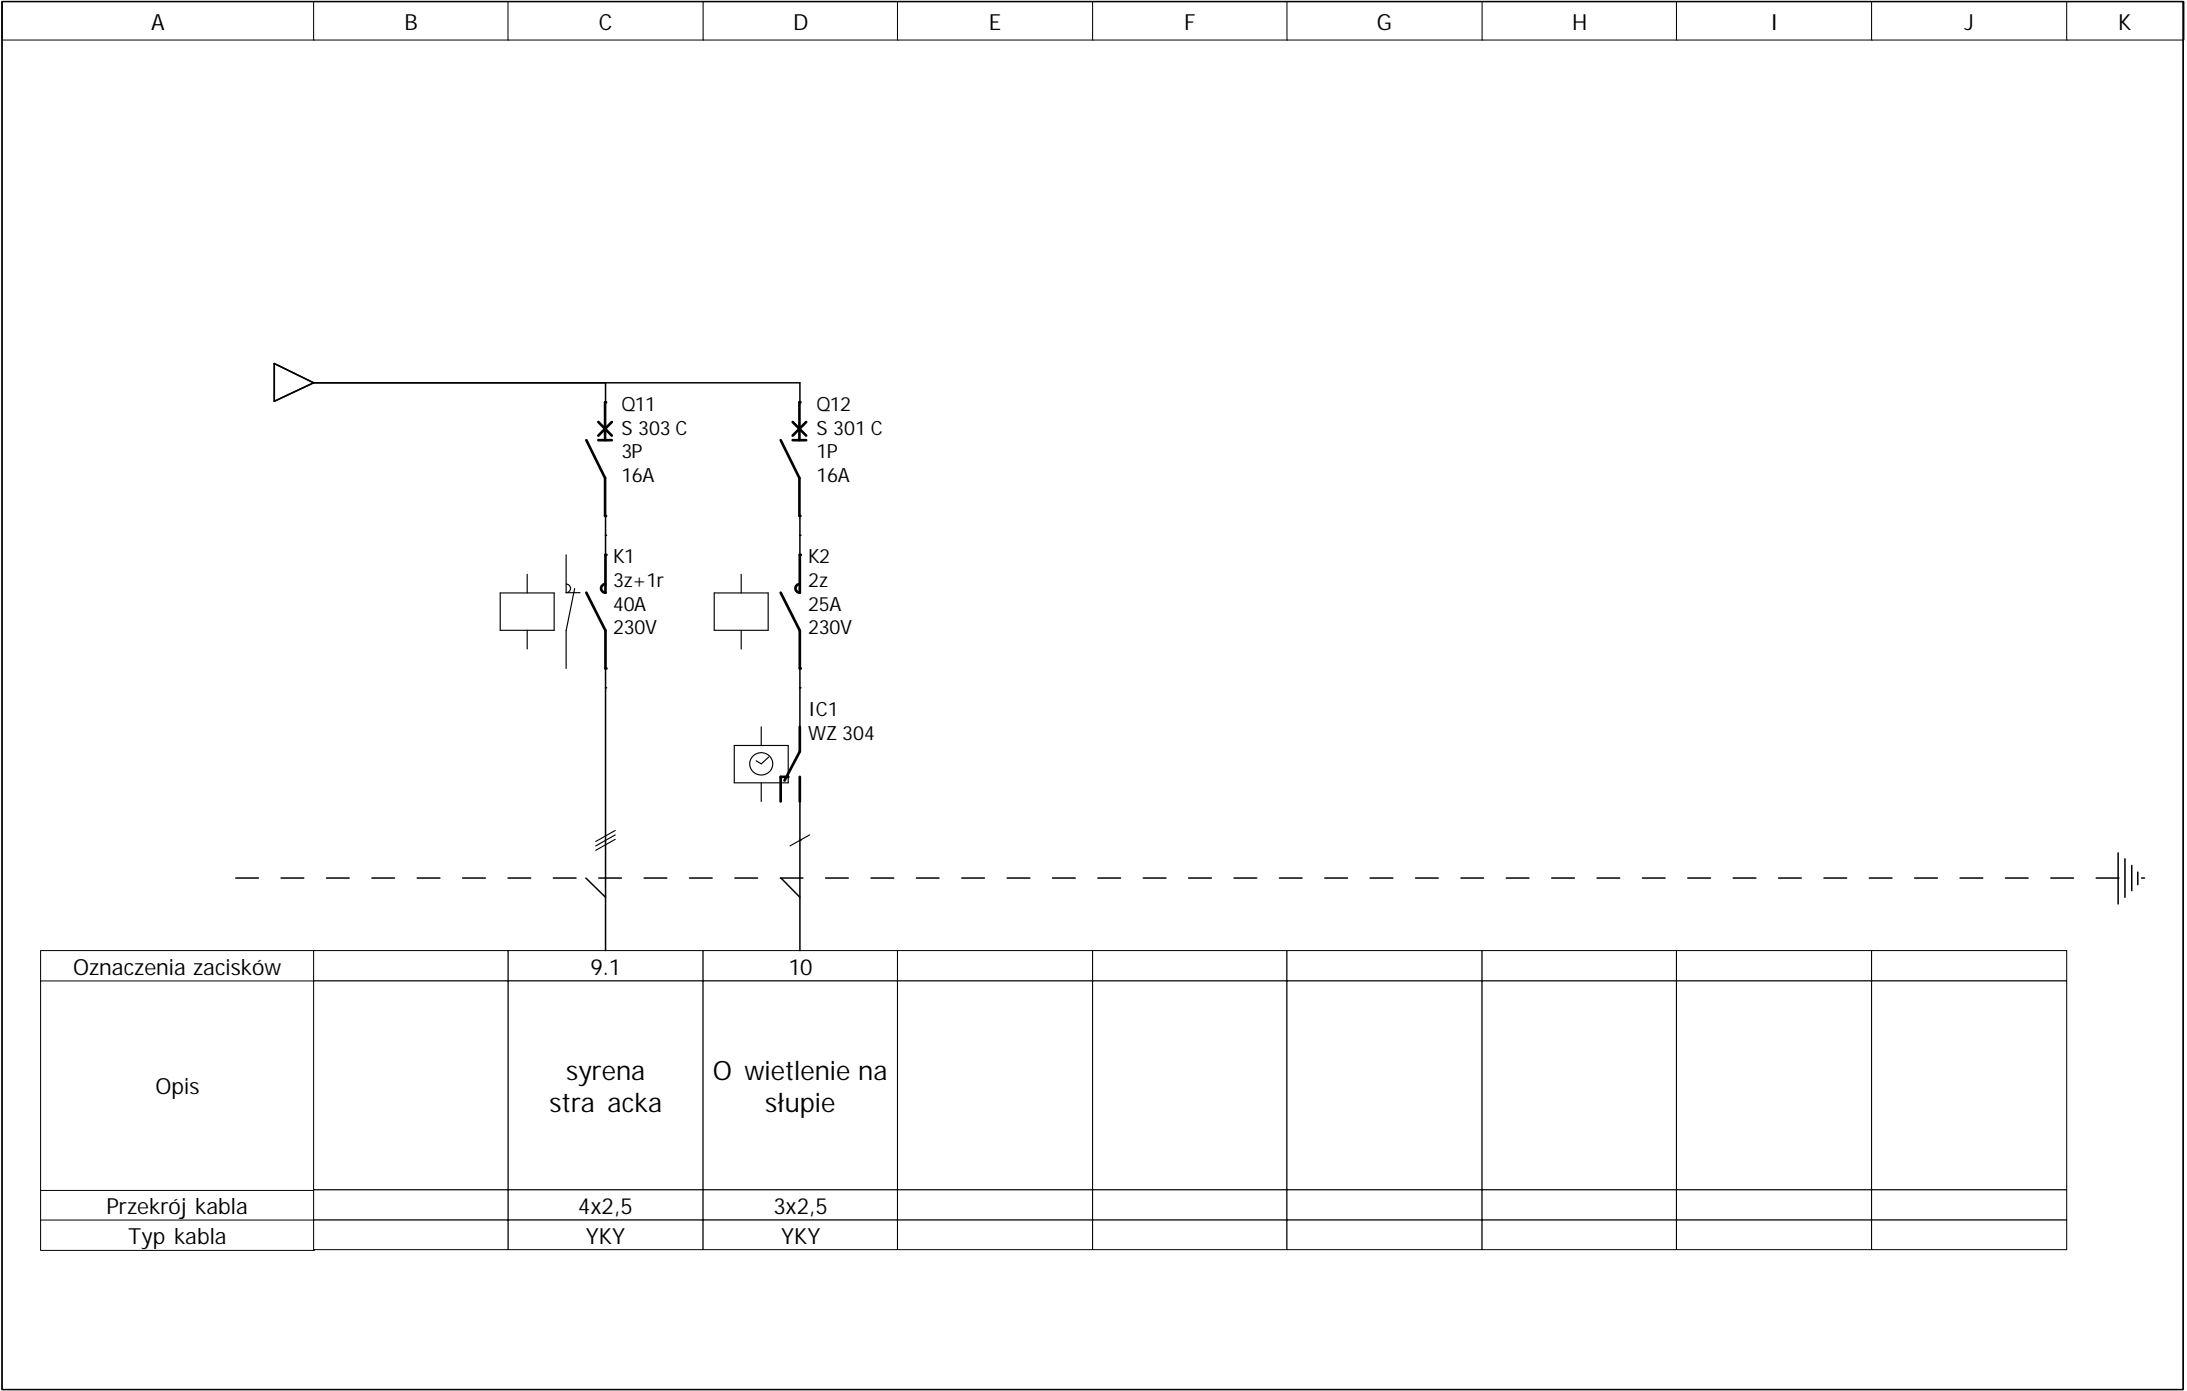 A B C D E F G H I J K
Q11
S 303 C
3P
16A
Q12
S 301 C
1P
16A
K1
3z+1r
40A
230V
K2
2z
25A
230V
IC1
WZ 304
Oznaczenia zacisków 9.1 10
Opis
syrena
stra acka
O wietlenie na
słupie
Przekrój kabla 4x2,5 3x2,5
Typ kabla YKY YKY